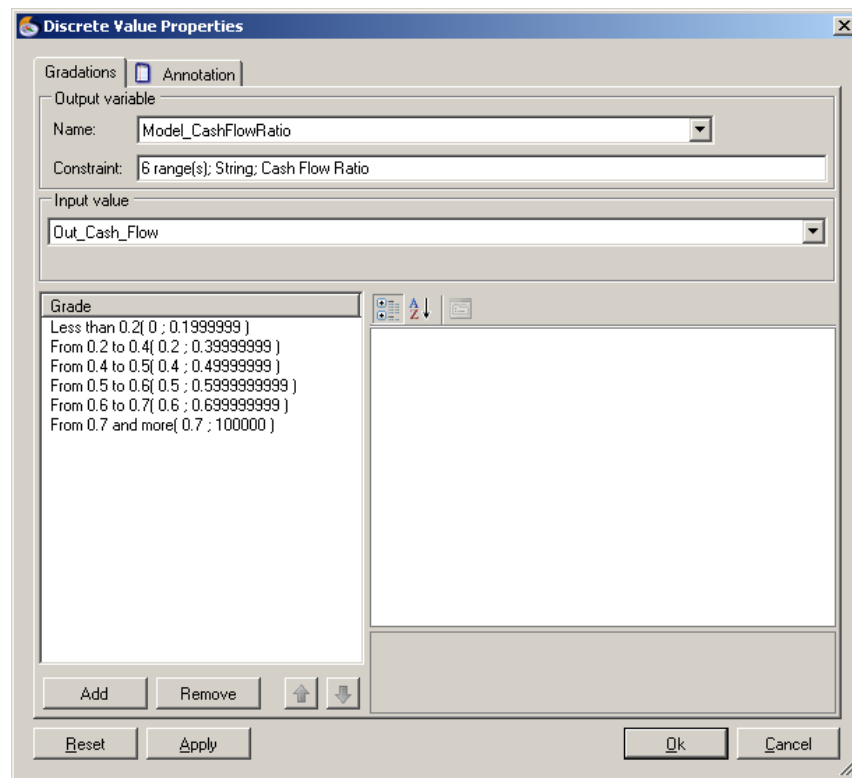 Discrete Value Properties
Gradations
Annotation
Output variable
Name:
Model_CashFlowRatio
Constraint:
6 range(s); String; Cash Flow Ratio
Input value
Out_Cash_Flow
Grade
Less than 0.2( 0 ; 0.1999999 )
From 0.2 to 0.4( 0.2 ; 0.39999999 )
From 0.4 to 0.5( 0.4 ; 0.49999999 )
From 0.5 to 0.6( 0.5 ; 0.5999999999 )
From 0.6 to 0.7( 0.6 ; 0.699999999 )
From 0.7 and more( 0.7 ; 100000 )
A
Z
Add
Remove
Reset
Apply
Ok
Cancel